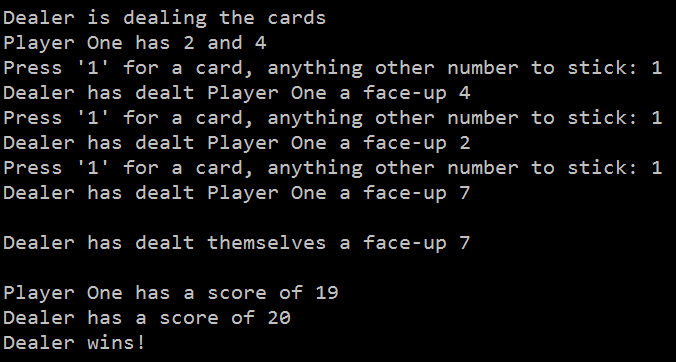 Dealer is dealing the cards
Player One has 2 and 4
Press '1' for a card, anything other number to stick: 1
Dealer has dealt Player One a face-up 4
Press '1' for a card, anything other number to stick: 1
Dealer has dealt Player One a face-up 2
Press '1' for a card, anything other number to stick: 1
Dealer has dealt Player One a face-up 7
Dealer has dealt themselves a face-up 7
Player One has a score of 19
Dealer has a score of 20
Dealer wins!